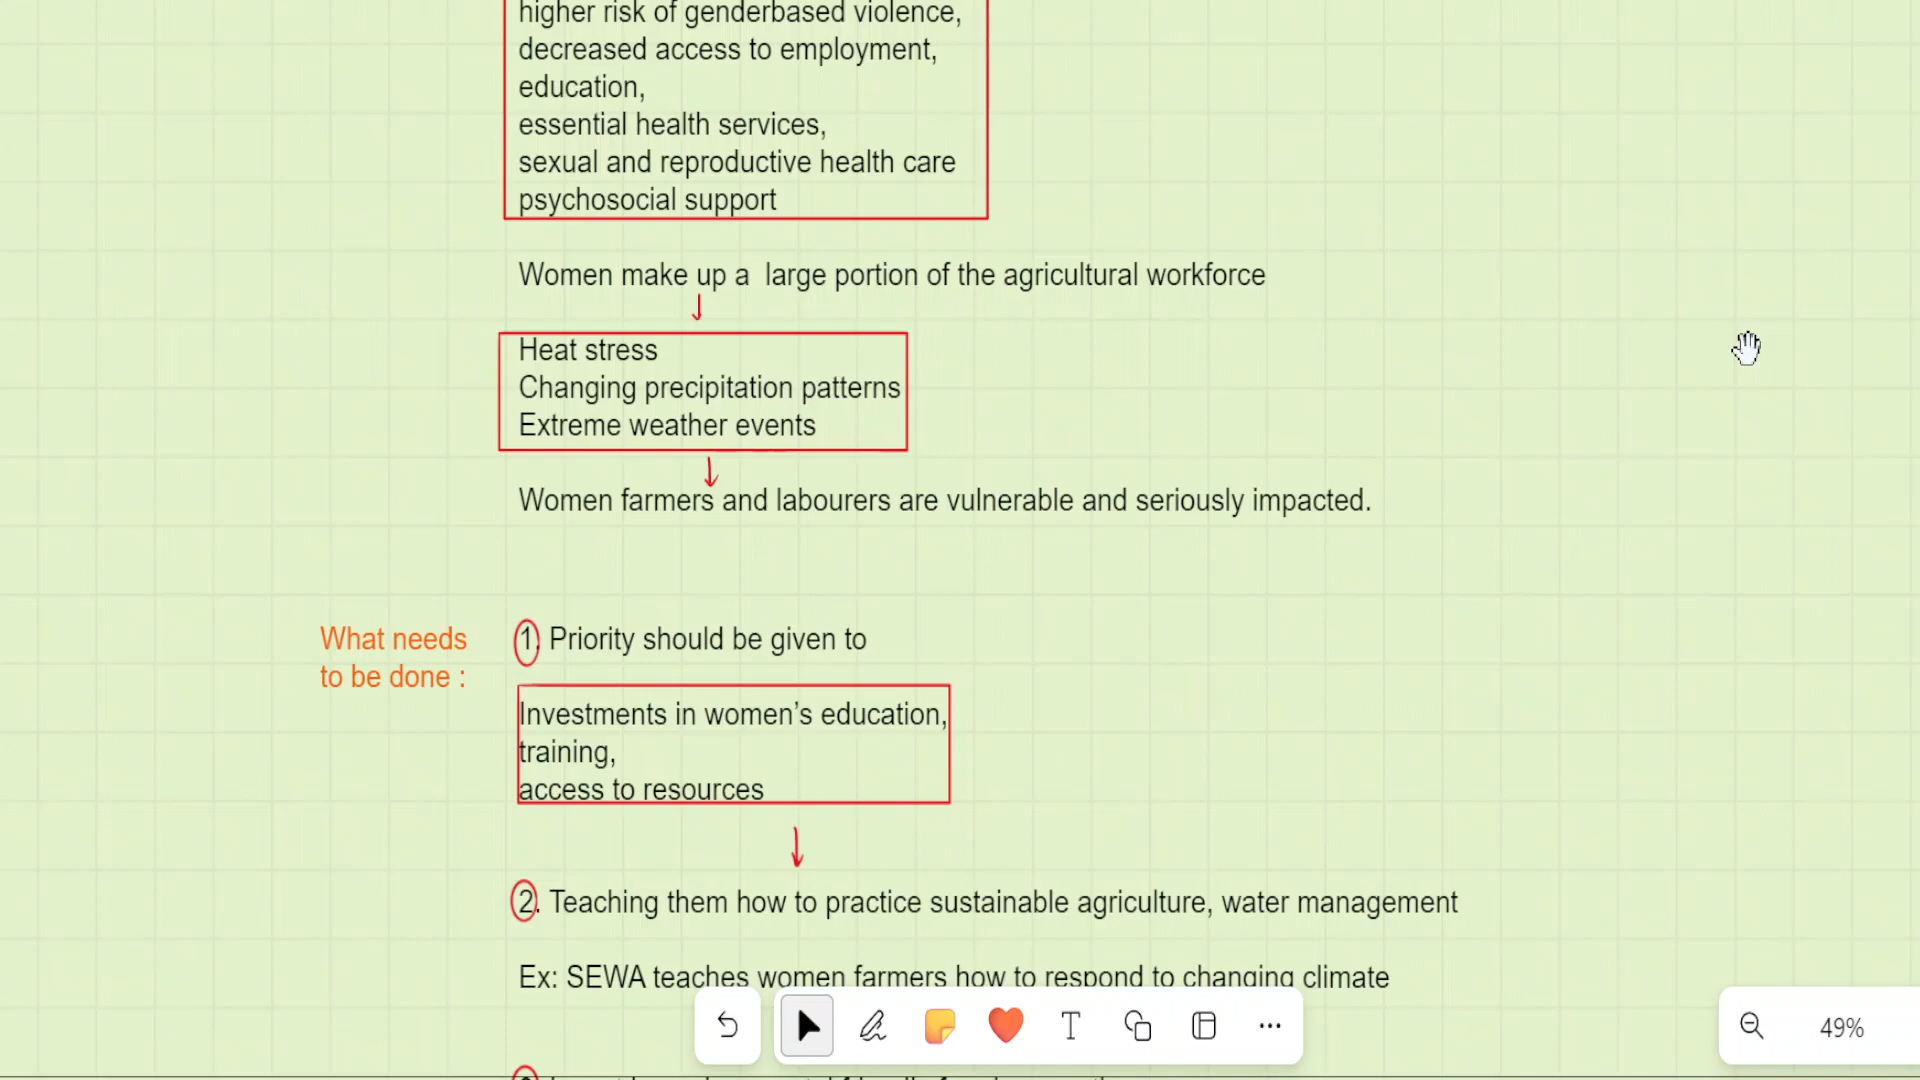 higher risk of genderbased violence,
decreased access to employment,
education,
essential health services,
sexual and reproductive health care
psychosocial support
Women make up a  large portion of the agricultural workforce
Heat stress
Changing precipitation patterns
Extreme weather events
Women farmers and labourers are vulnerable and seriously impacted.
What needs
to be done :
1. Priority should be given to
Investments in women’s education,
training,
access to resources
2. Teaching them how to practice sustainable agriculture, water management
Ex: SEWA teaches women farmers how to respond to changing climate
49%